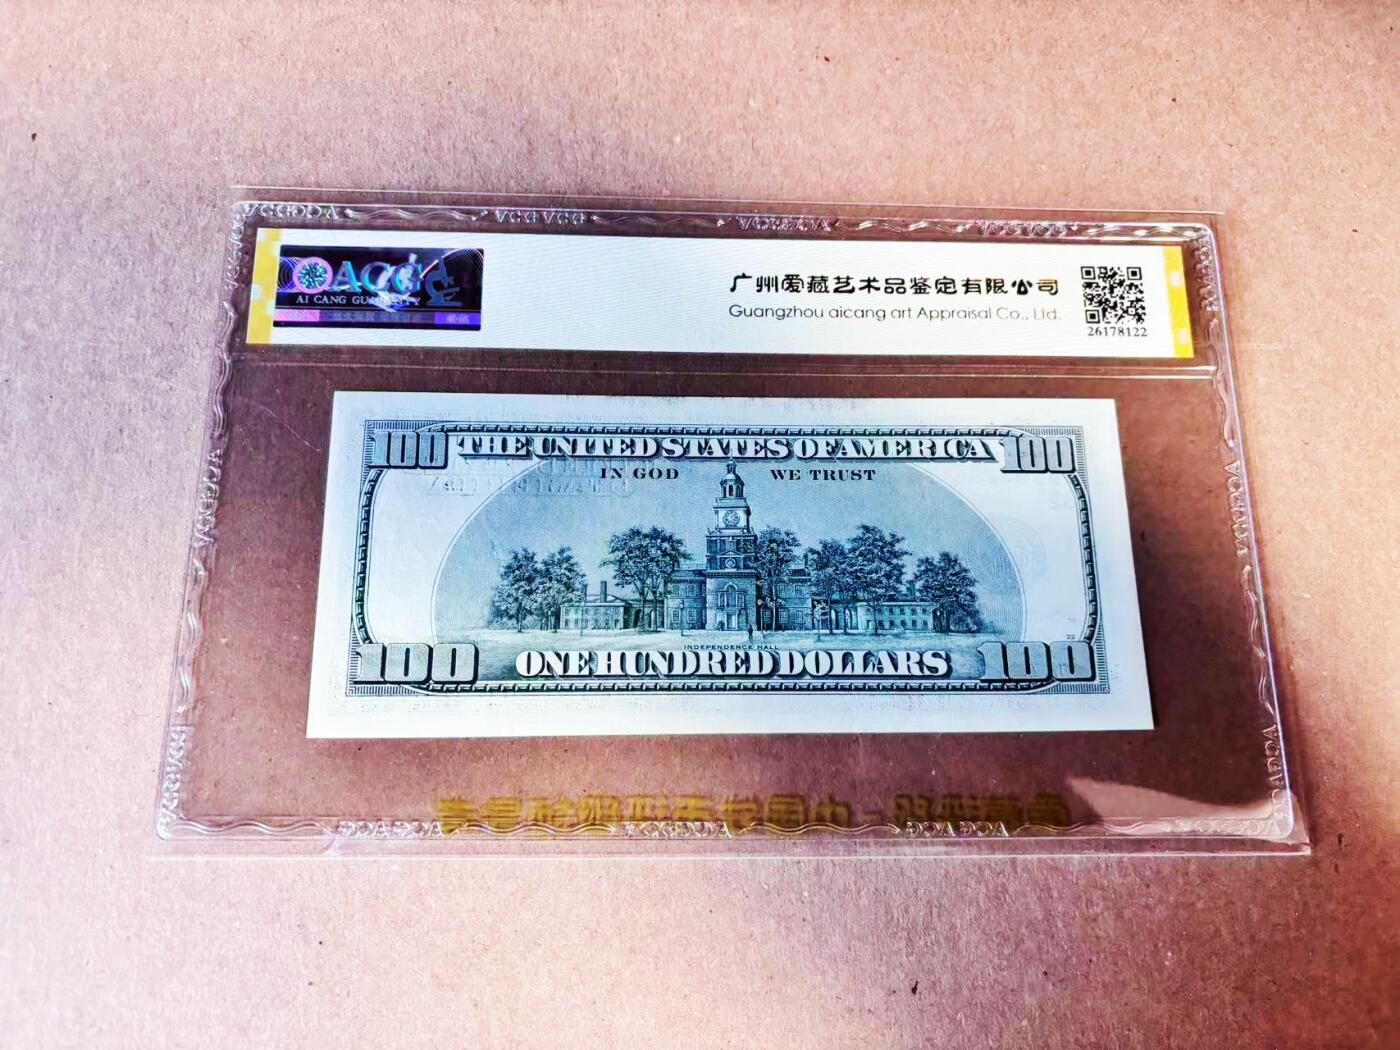 ACG
AI CANG GUARANTY
广州爱藏艺术品鉴定有限公司
Guangzhou aicang art Appraisal Co., Ltd.
26178122
100 THE UNITED STATES OF AMERICA 100
IN GOD WE TRUST
INDEPENDENCE HALL
100 ONE HUNDRED DOLLARS 100